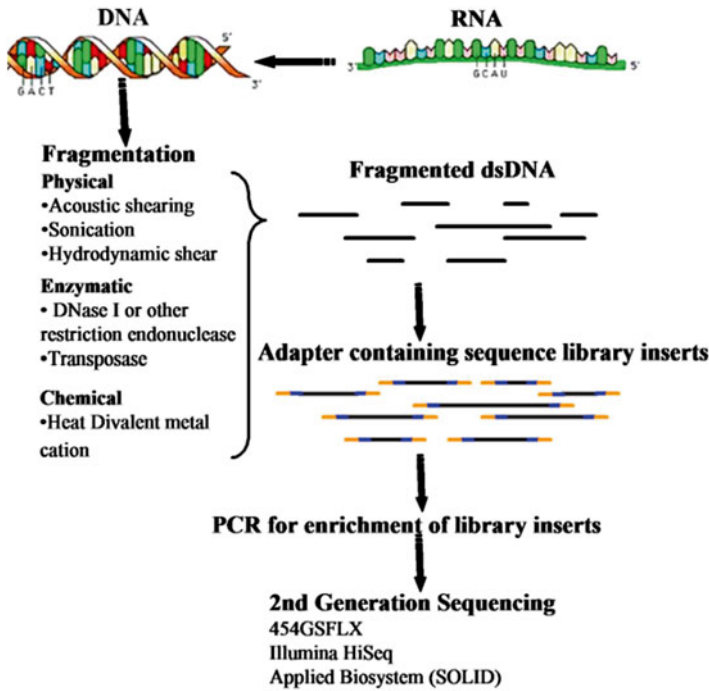 DNA
RNA
5'
3'
G A C T
3'
5'
G C A U
Fragmentation
Physical
•Acoustic shearing
•Sonication
•Hydrodynamic shear
Enzymatic
• DNase I or other
restriction endonuclease
•Transposase
Chemical
•Heat Divalent metal
cation
Fragmented dsDNA
Adapter containing sequence library inserts
PCR for enrichment of library inserts
2nd Generation Sequencing
454GSFLX
Illumina HiSeq
Applied Biosystem (SOLID)